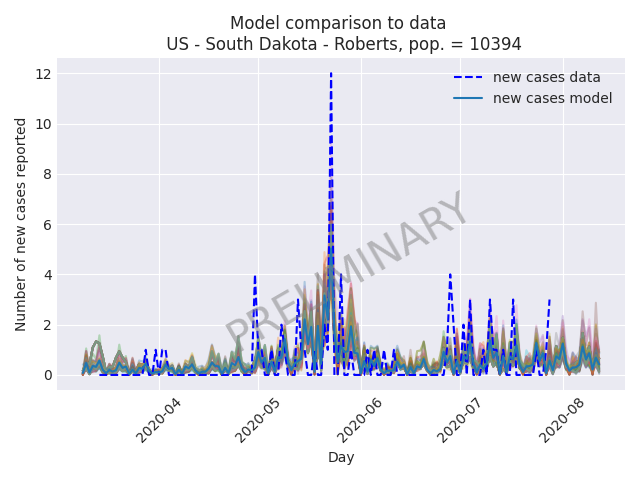 Model comparison to data
US - South Dakota - Roberts, pop. = 10394
new cases data
new cases model
PRELIMINARY
Number of new cases reported
12
10
8
6
4
2
0
2020-04
2020-05
2020-06
2020-07
2020-08
Day